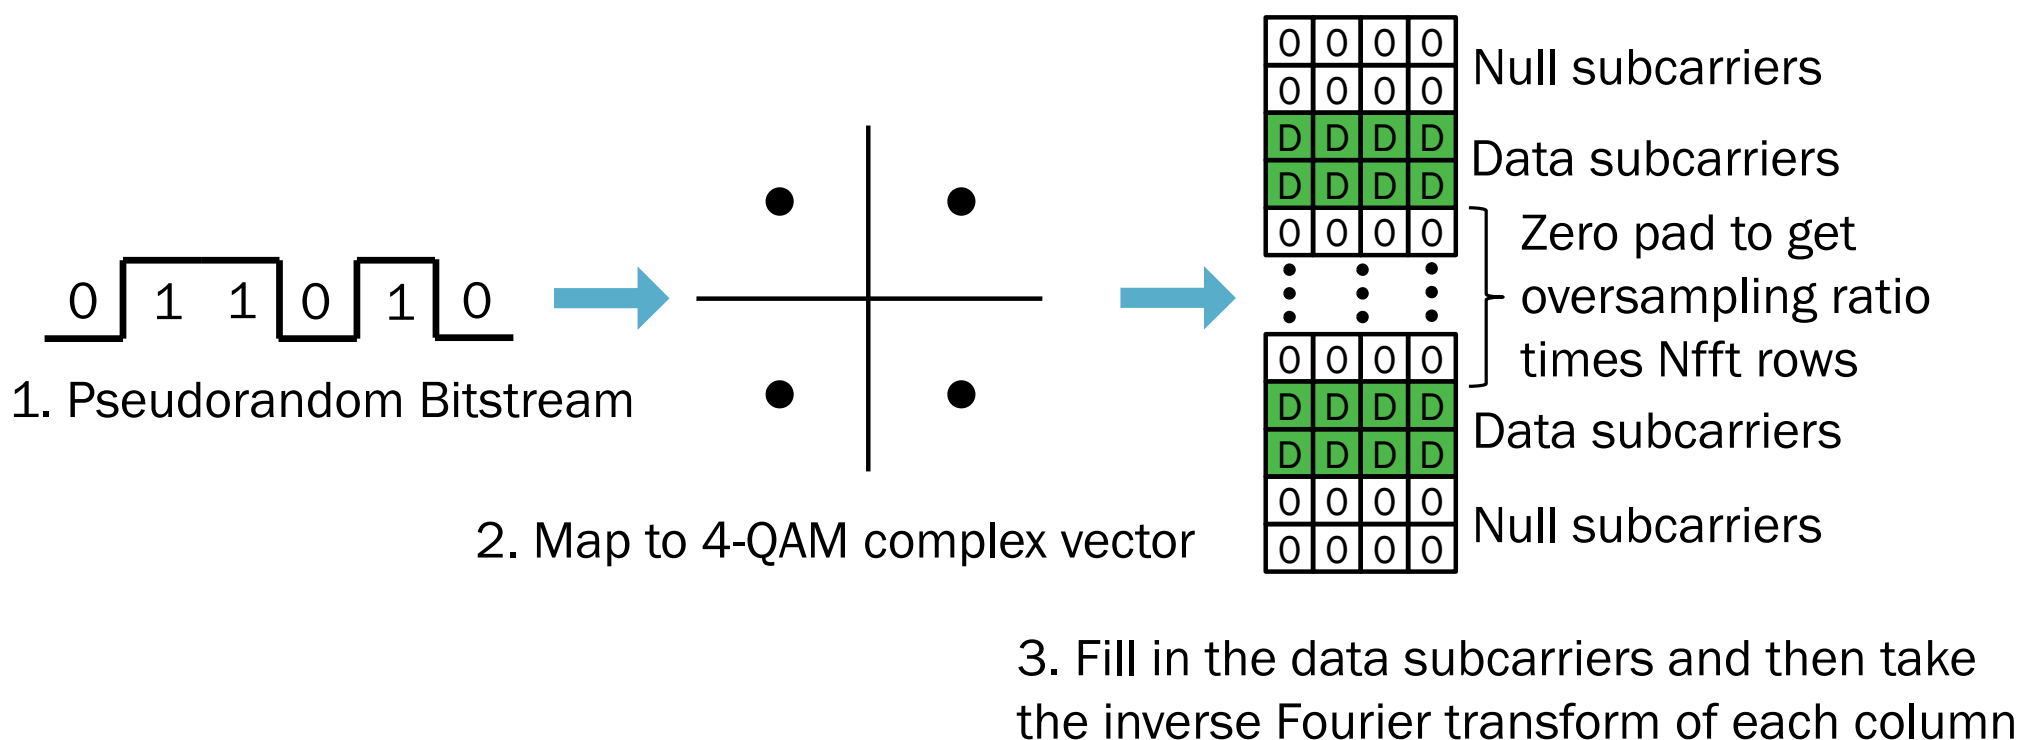 0 1 1 0 1 0
1. Pseudorandom Bitstream
2. Map to 4-QAM complex vector
0 0 0 0
0 0 0 0
Null subcarriers
D D D D
D D D D
Data subcarriers
0 0 0 0
Zero pad to get
oversampling ratio
times Nfft rows
0 0 0 0
D D D D
D D D D
Data subcarriers
0 0 0 0
0 0 0 0
Null subcarriers
3. Fill in the data subcarriers and then take
the inverse Fourier transform of each column